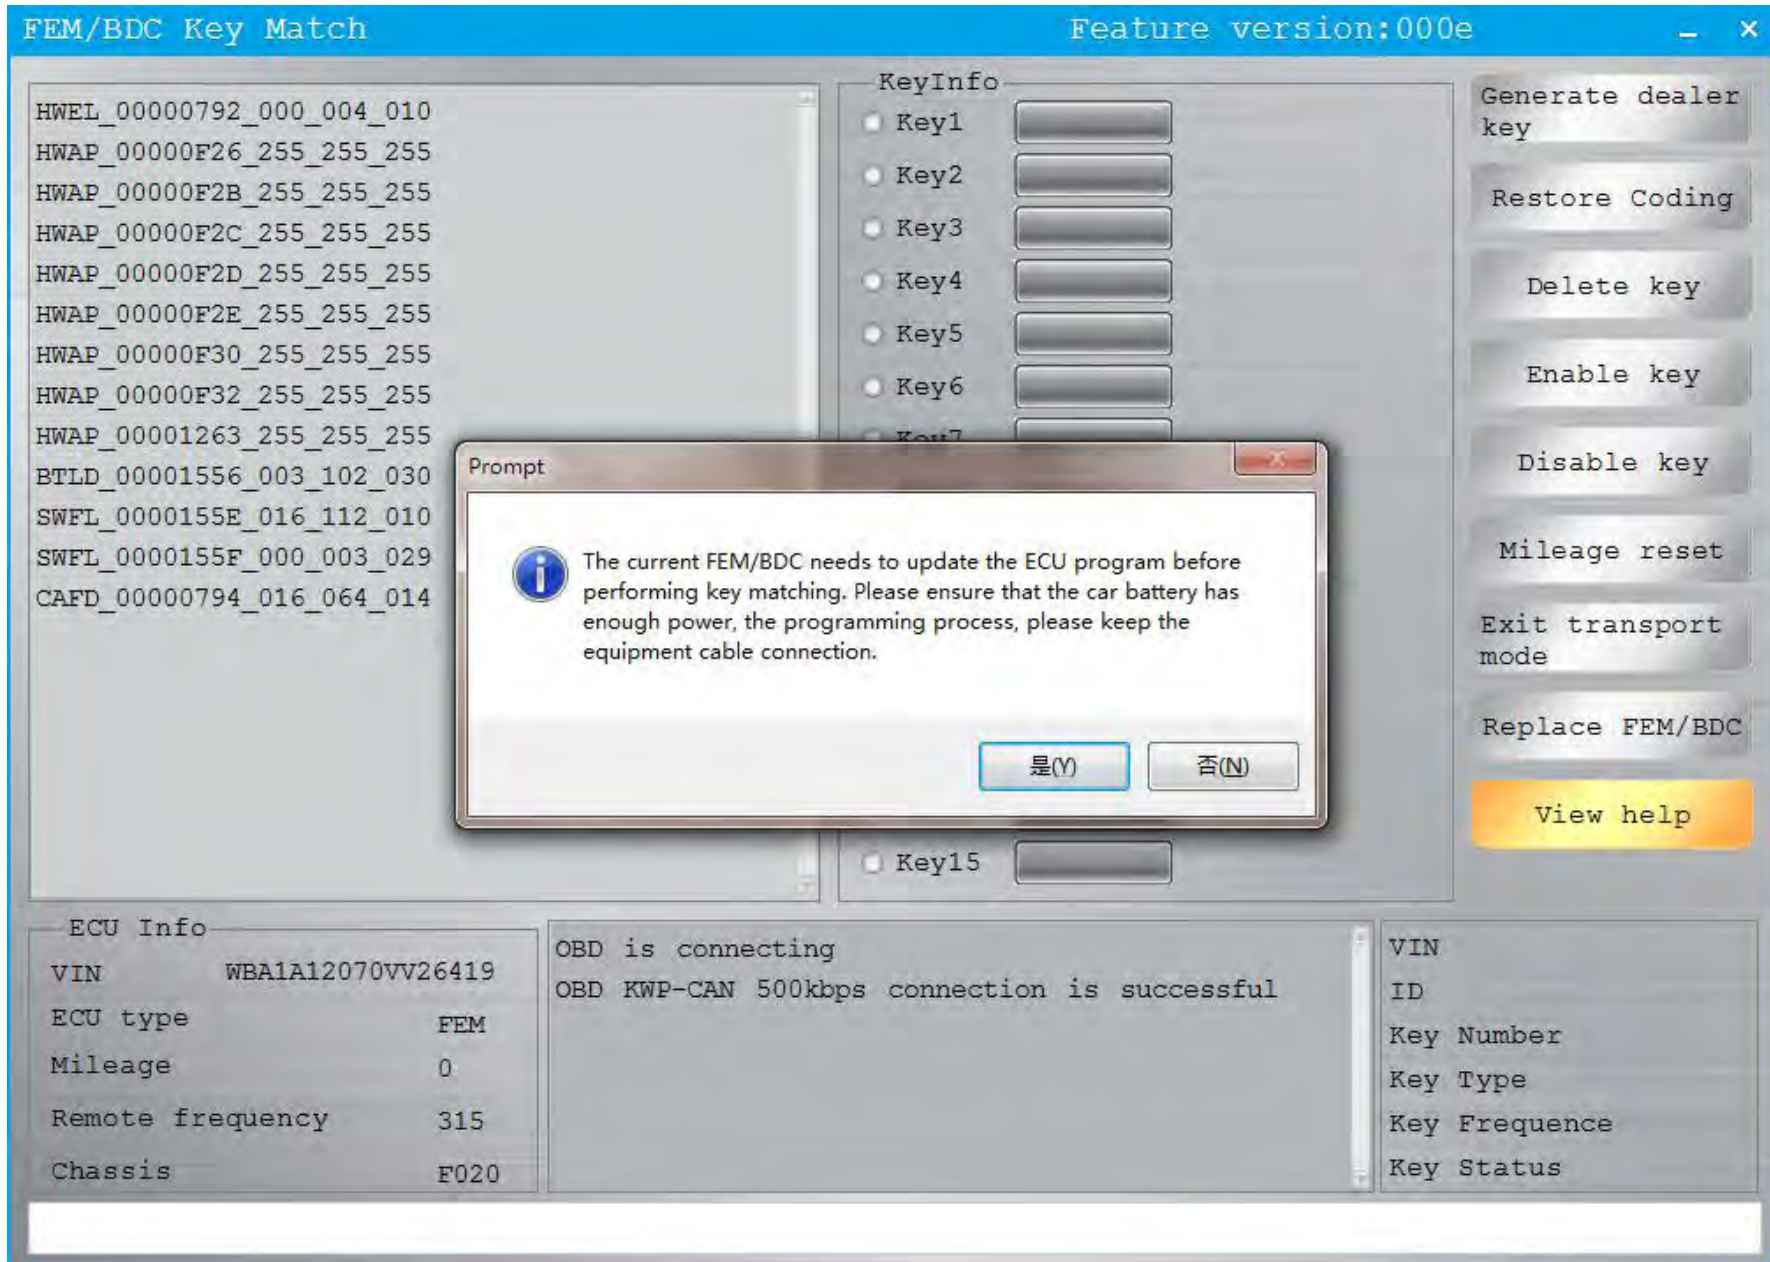 FEM/BDC Key Match
Feature version:000e
HWEL_00000792_000_004_010
HWAP_00000F26_255_255_255
HWAP_00000F2B_255_255_255
HWAP_00000F2C_255_255_255
HWAP_00000F2D_255_255_255
HWAP_00000F2E_255_255_255
HWAP_00000F30_255_255_255
HWAP_00000F32_255_255_255
HWAP_00001263_255_255_255
BTLD_00001556_003_102_030
SWFL_0000155E_016_112_010
SWFL_0000155F_000_003_029
CAFD_00000794_016_064_014
KeyInfo
Key1
Key2
Key3
Key4
Key5
Key6
Key7
Key15
Generate dealer
key
Restore Coding
Delete key
Enable key
Disable key
Mileage reset
Exit transport
mode
Replace FEM/BDC
View help
Prompt
The current FEM/BDC needs to update the ECU program before
performing key matching. Please ensure that the car battery has
enough power, the programming process, please keep the
equipment cable connection.
是(Y)
否(N)
ECU Info
VIN WBA1A12070VV26419
ECU type FEM
Mileage 0
Remote frequency 315
Chassis F020
OBD is connecting
OBD KWP-CAN 500kbps connection is successful
VIN
ID
Key Number
Key Type
Key Frequence
Key Status